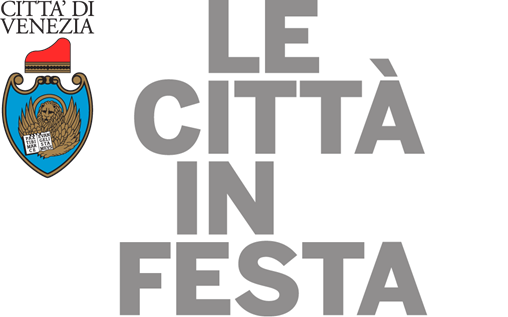 CITTA' DI
VENEZIA
LE
CITTÀ
IN
FESTA